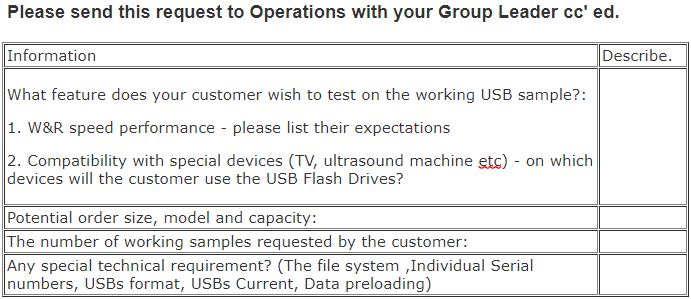 Please send this request to Operations with your Group Leader cc' ed.
Information
Describe.
What feature does your customer wish to test on the working USB sample?:
1. W&R speed performance - please list their expectations
2. Compatibility with special devices (TV, ultrasound machine etc) - on which
devices will the customer use the USB Flash Drives?
Potential order size, model and capacity:
The number of working samples requested by the customer:
Any special technical requirement? (The file system ,Individual Serial
numbers, USBs format, USBs Current, Data preloading)